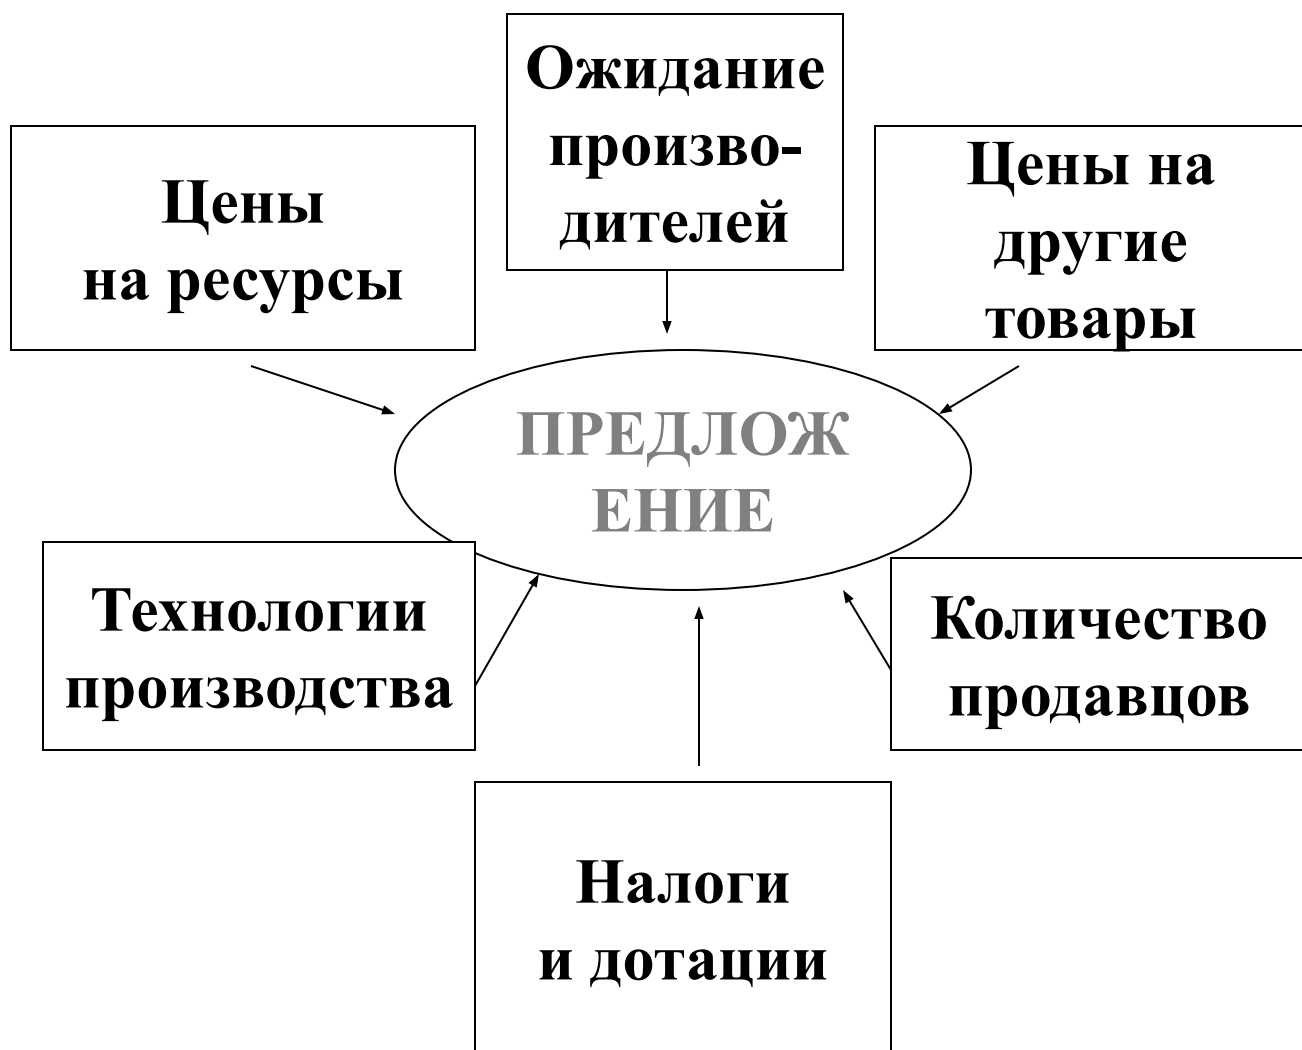 Ожидание
произво-
дителей
Цены
на ресурсы
Цены на
другие
товары
ПРЕДЛОЖ
ЕНИЕ
Технологии
производства
Количество
продавцов
Налоги
и дотации